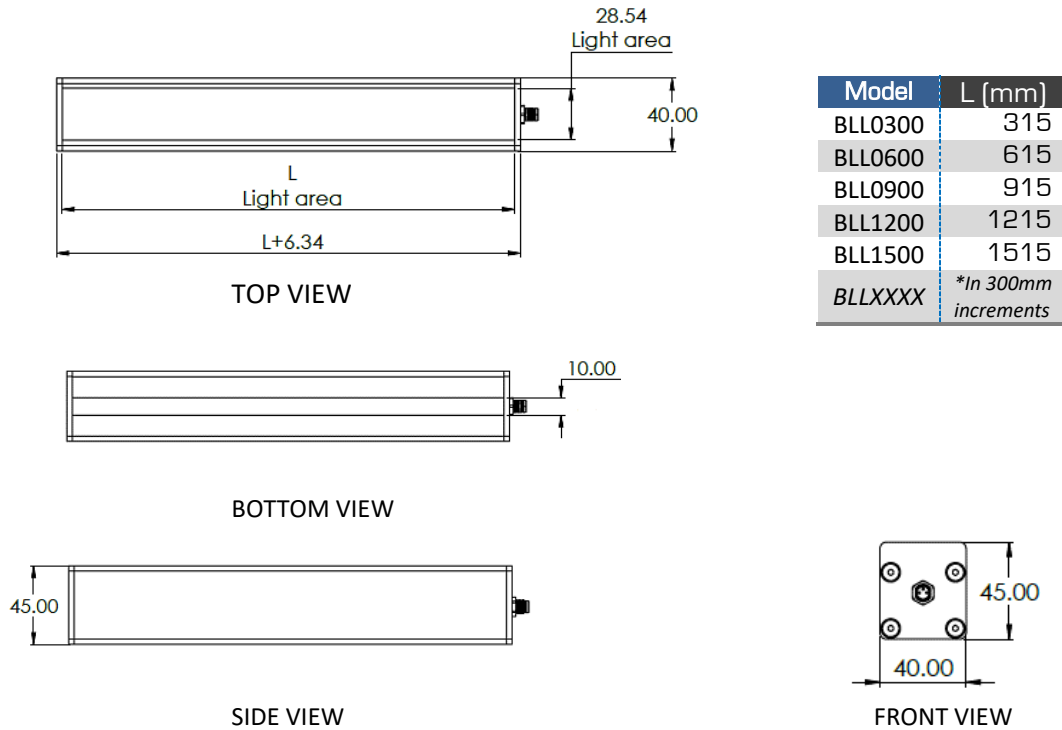 28.54
Light area
40.00
L
Light area
L+6.34
TOP VIEW
Model L (mm)
BLL0300 315
BLL0600 615
BLL0900 915
BLL1200 1215
BLL1500 1515
BLLXXXX *In 300mm
increments
10.00
BOTTOM VIEW
45.00
SIDE VIEW
45.00
40.00
FRONT VIEW